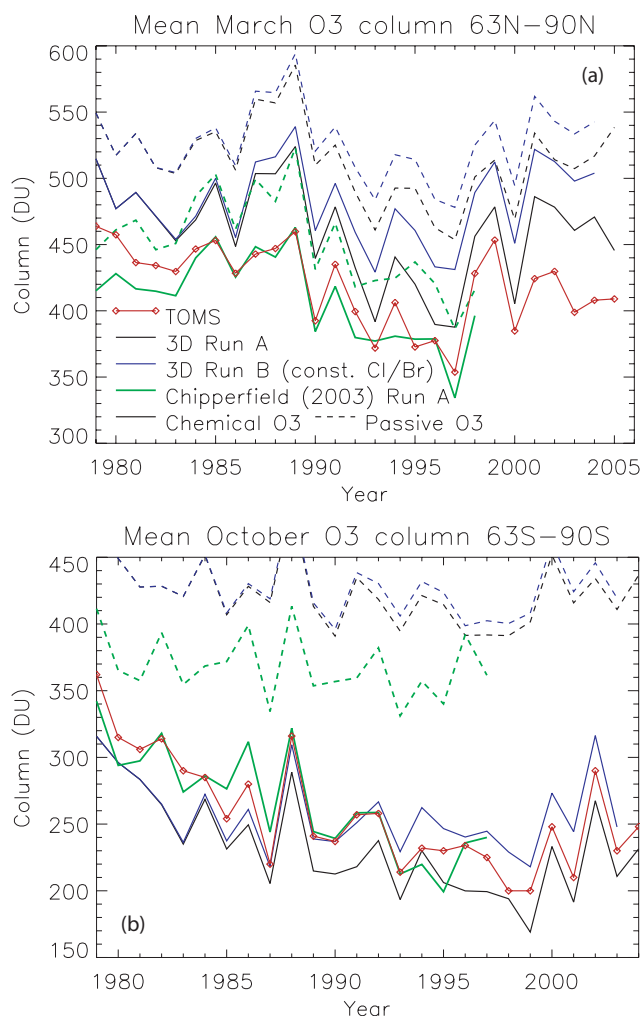 Mean March O3 column 63N−90N
600
(a)
550
500
450
400
350
300
Column (DU)
TOMS
3D Run A
3D Run B (const. Cl/Br)
Chipperfield (2003) Run A
Chemical O3 Passive O3
1980 1985 1990 1995 2000 2005
Year
Mean October O3 column 63S−90S
450
400
350
300
250
200
150
Column (DU)
(b)
1980 1985 1990 1995 2000
Year